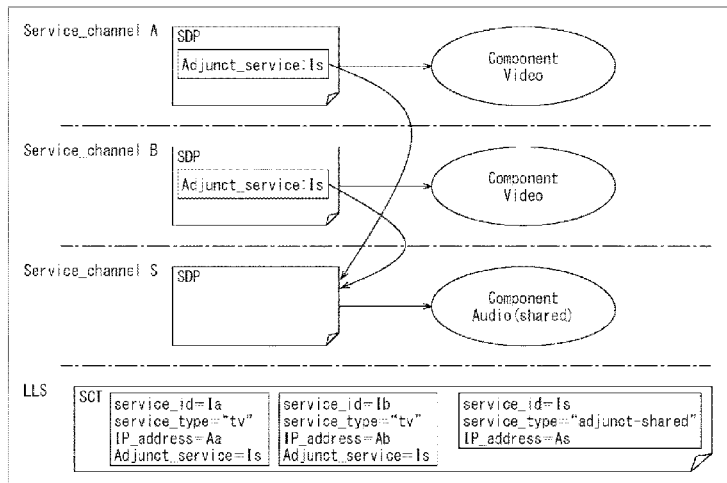 Service_channel A
SDP
Adjunct_service:Is
Component
Video
Service_channel B
SDP
Adjunct_service:Is
Component
Video
Service_channel S
SDP
Component
Audio(shared)
LLS
SCT
service_id=Ia
service_type="tv"
IP_address=Aa
Adjunct_service=Is
service_id=Ib
service_type="tv"
IP_address=Ab
Adjunct_service=Is
service_id=Is
service_type="adjunct-shared"
IP_address=As